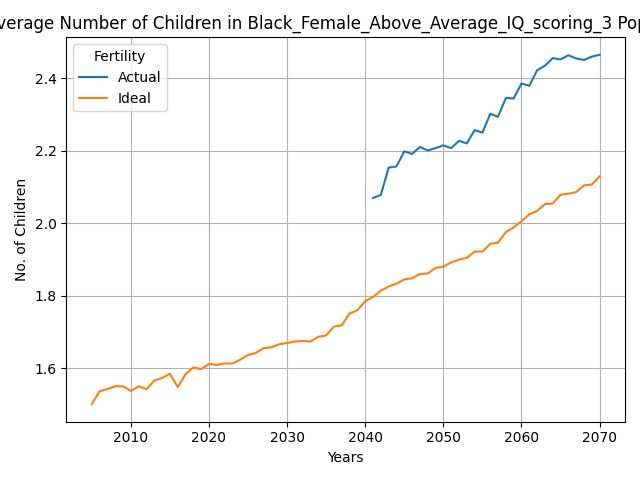 verage Number of Children in Black_Female_Above_Average_IQ_scoring_3 Pop
Fertility
Actual
Ideal
2.4
2.2
2.0
1.8
1.6
No. of Children
2010 2020 2030 2040 2050 2060 2070
Years